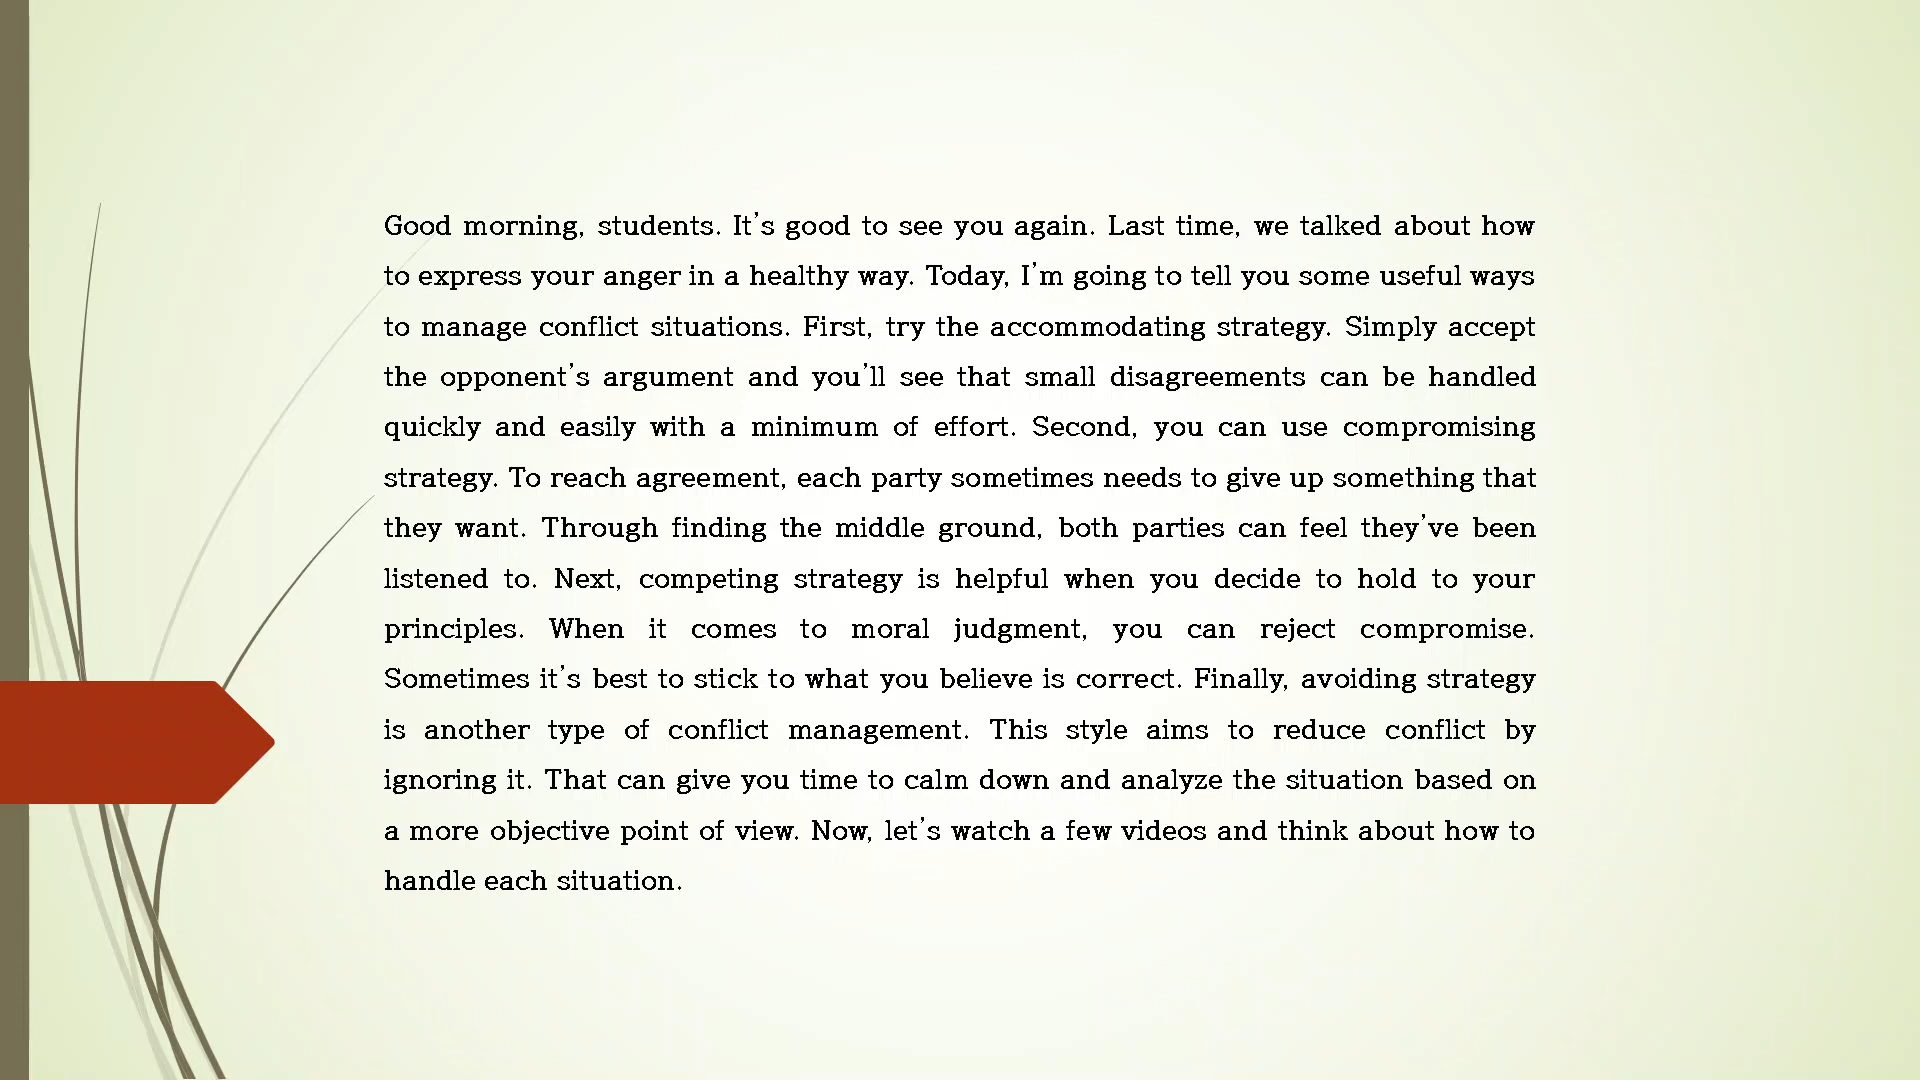 Good morning, students. It’s good to see you again. Last time, we talked about how
to express your anger in a healthy way. Today, I’m going to tell you some useful ways
to manage conflict situations. First, try the accommodating strategy. Simply accept
the opponent’s argument and you’ll see that small disagreements can be handled
quickly and easily with a minimum of effort. Second, you can use compromising
strategy. To reach agreement, each party sometimes needs to give up something that
they want. Through finding the middle ground, both parties can feel they’ve been
listened to. Next, competing strategy is helpful when you decide to hold to your
principles. When it comes to moral judgment, you can reject compromise.
Sometimes it’s best to stick to what you believe is correct. Finally, avoiding strategy
is another type of conflict management. This style aims to reduce conflict by
ignoring it. That can give you time to calm down and analyze the situation based on
a more objective point of view. Now, let’s watch a few videos and think about how to
handle each situation.